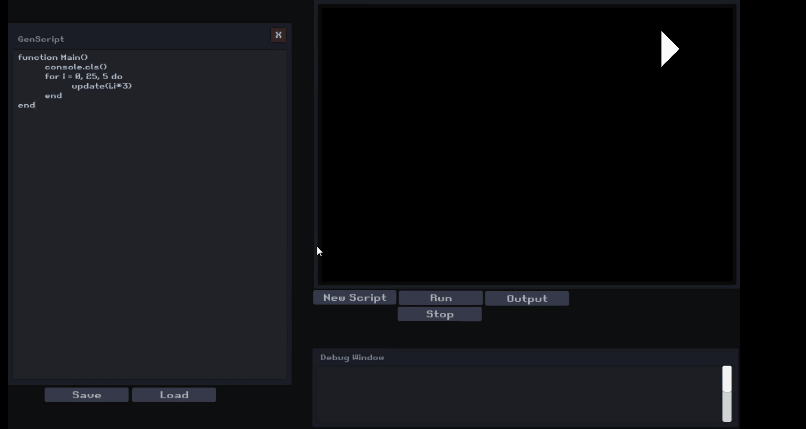 GenScript
X
function Main()
console.cls()
for i = 0, 25, 5 do
update(i,i*3)
end
end
New Script
Run
Output
Stop
Debug Window
Save
Load